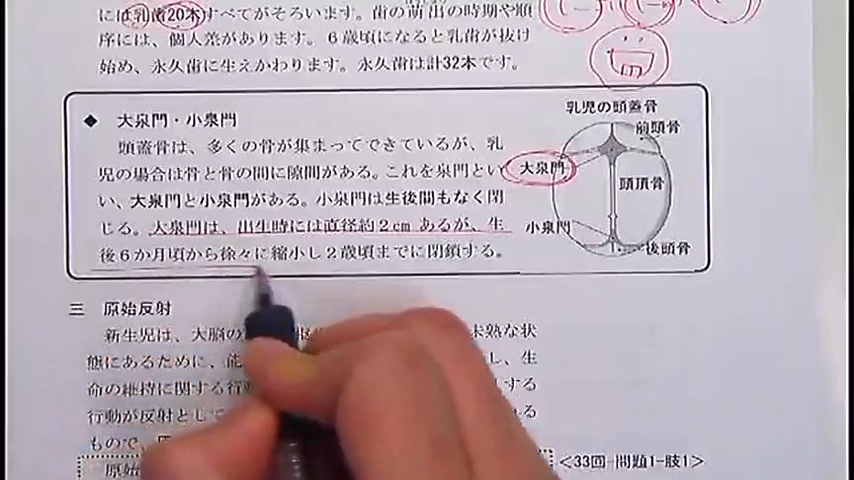 には乳歯20本すべてがそろいます。歯の萌出の時期や順
序には、個人差があります。6歳頃になると乳歯が抜け
始め、永久歯に生えかわります。永久歯は計32本です。
◆ 大泉門・小泉門
頭蓋骨は、多くの骨が集まってできているが、乳
児の場合は骨と骨の間に隙間がある。これを泉門とい
い、大泉門と小泉門がある。小泉門は生後間もなく閉
じる。大泉門は、出生時には直径約2cmあるが、生
後6か月頃から徐々に縮小し2歳頃までに閉鎖する。
乳児の頭蓋骨
前頭骨
大泉門
頭頂骨
小泉門
後頭骨
三 原始反射
新生児は、大脳の 未熟な状
態にあるために、能 し、生
命の維持に関する行動 する
行動が反射として る
もので、
原始 <33回-問題1-肢1>